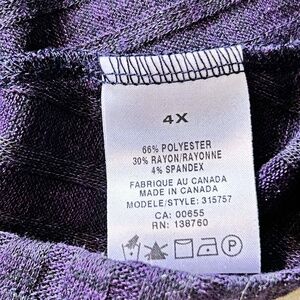 4X
66% POLYESTER
30% RAYON/RAYONNE
4% SPANDEX
FABRIQUE AU CANADA
MADE IN CANADA
MODELE/STYLE: 315757
CA: 00655
RN: 138760
P